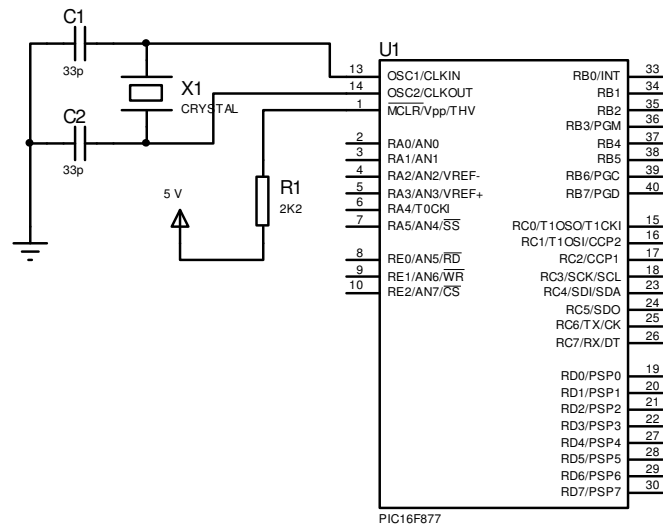 C1
33p
X1
CRYSTAL
C2
33p
5 V
R1
2K2
U1
13 OSC1/CLKIN
14 OSC2/CLKOUT
1 MCLR/Vpp/THV
2 RA0/AN0
3 RA1/AN1
4 RA2/AN2/VREF-
5 RA3/AN3/VREF+
6 RA4/T0CKI
7 RA5/AN4/SS
8 RE0/AN5/RD
9 RE1/AN6/WR
10 RE2/AN7/CS
RB0/INT 33
RB1 34
RB2 35
RB3/PGM 36
RB4 37
RB5 38
RB6/PGC 39
RB7/PGD 40
RC0/T1OSO/T1CKI 15
RC1/T1OSI/CCP2 16
RC2/CCP1 17
RC3/SCK/SCL 18
RC4/SDI/SDA 23
RC5/SDO 24
RC6/TX/CK 25
RC7/RX/DT 26
RD0/PSP0 19
RD1/PSP1 20
RD2/PSP2 21
RD3/PSP3 22
RD4/PSP4 27
RD5/PSP5 28
RD6/PSP6 29
RD7/PSP7 30
PIC16F877